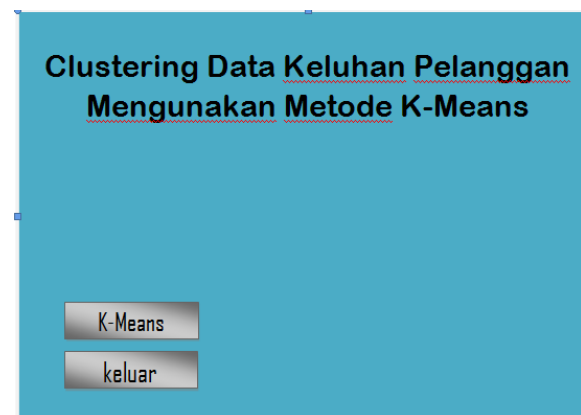 Clustering Data Keluhan Pelanggan
Mengunakan Metode K-Means
K-Means
keluar